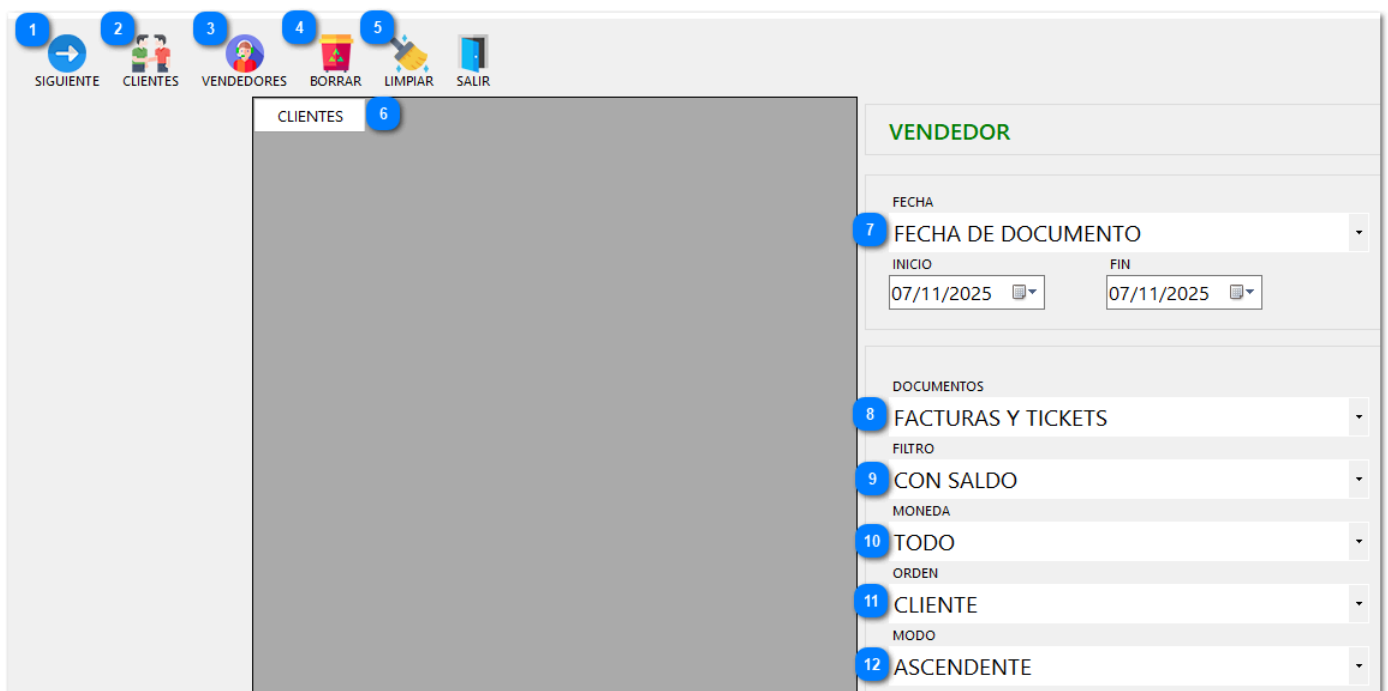 1 2 3 4 5
SIGUIENTE CLIENTES VENDEDORES BORRAR LIMPIAR SALIR
CLIENTES 6
VENDEDOR
FECHA
7 FECHA DE DOCUMENTO
INICIO FIN
07/11/2025 07/11/2025
DOCUMENTOS
8 FACTURAS Y TICKETS
FILTRO
9 CON SALDO
MONEDA
10 TODO
ORDEN
11 CLIENTE
MODO
12 ASCENDENTE